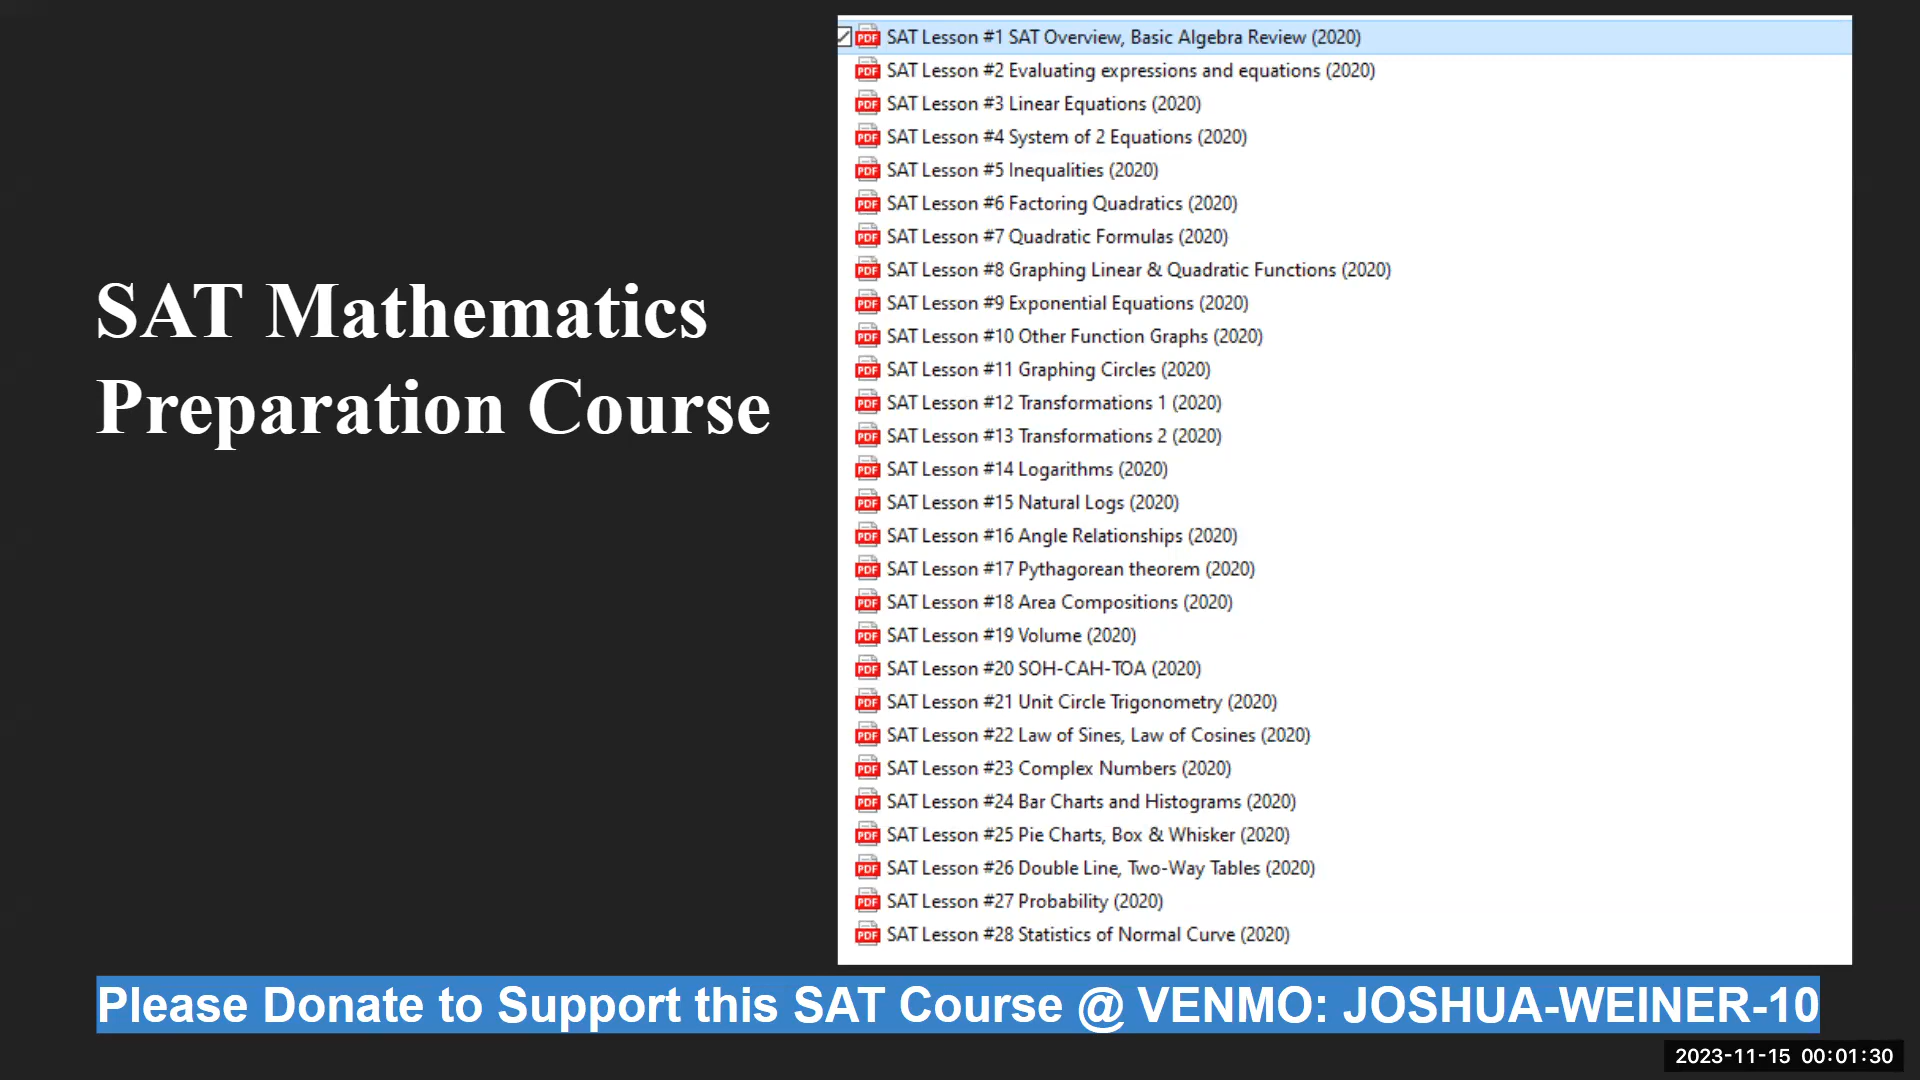 SAT Mathematics
Preparation Course
SAT Lesson #1 SAT Overview, Basic Algebra Review (2020)
SAT Lesson #2 Evaluating expressions and equations (2020)
SAT Lesson #3 Linear Equations (2020)
SAT Lesson #4 System of 2 Equations (2020)
SAT Lesson #5 Inequalities (2020)
SAT Lesson #6 Factoring Quadratics (2020)
SAT Lesson #7 Quadratic Formulas (2020)
SAT Lesson #8 Graphing Linear & Quadratic Functions (2020)
SAT Lesson #9 Exponential Equations (2020)
SAT Lesson #10 Other Function Graphs (2020)
SAT Lesson #11 Graphing Circles (2020)
SAT Lesson #12 Transformations 1 (2020)
SAT Lesson #13 Transformations 2 (2020)
SAT Lesson #14 Logarithms (2020)
SAT Lesson #15 Natural Logs (2020)
SAT Lesson #16 Angle Relationships (2020)
SAT Lesson #17 Pythagorean theorem (2020)
SAT Lesson #18 Area Compositions (2020)
SAT Lesson #19 Volume (2020)
SAT Lesson #20 SOH-CAH-TOA (2020)
SAT Lesson #21 Unit Circle Trigonometry (2020)
SAT Lesson #22 Law of Sines, Law of Cosines (2020)
SAT Lesson #23 Complex Numbers (2020)
SAT Lesson #24 Bar Charts and Histograms (2020)
SAT Lesson #25 Pie Charts, Box & Whisker (2020)
SAT Lesson #26 Double Line, Two-Way Tables (2020)
SAT Lesson #27 Probability (2020)
SAT Lesson #28 Statistics of Normal Curve (2020)
Please Donate to Support this SAT Course @ VENMO: JOSHUA-WEINER-10
2023-11-15 00:01:30